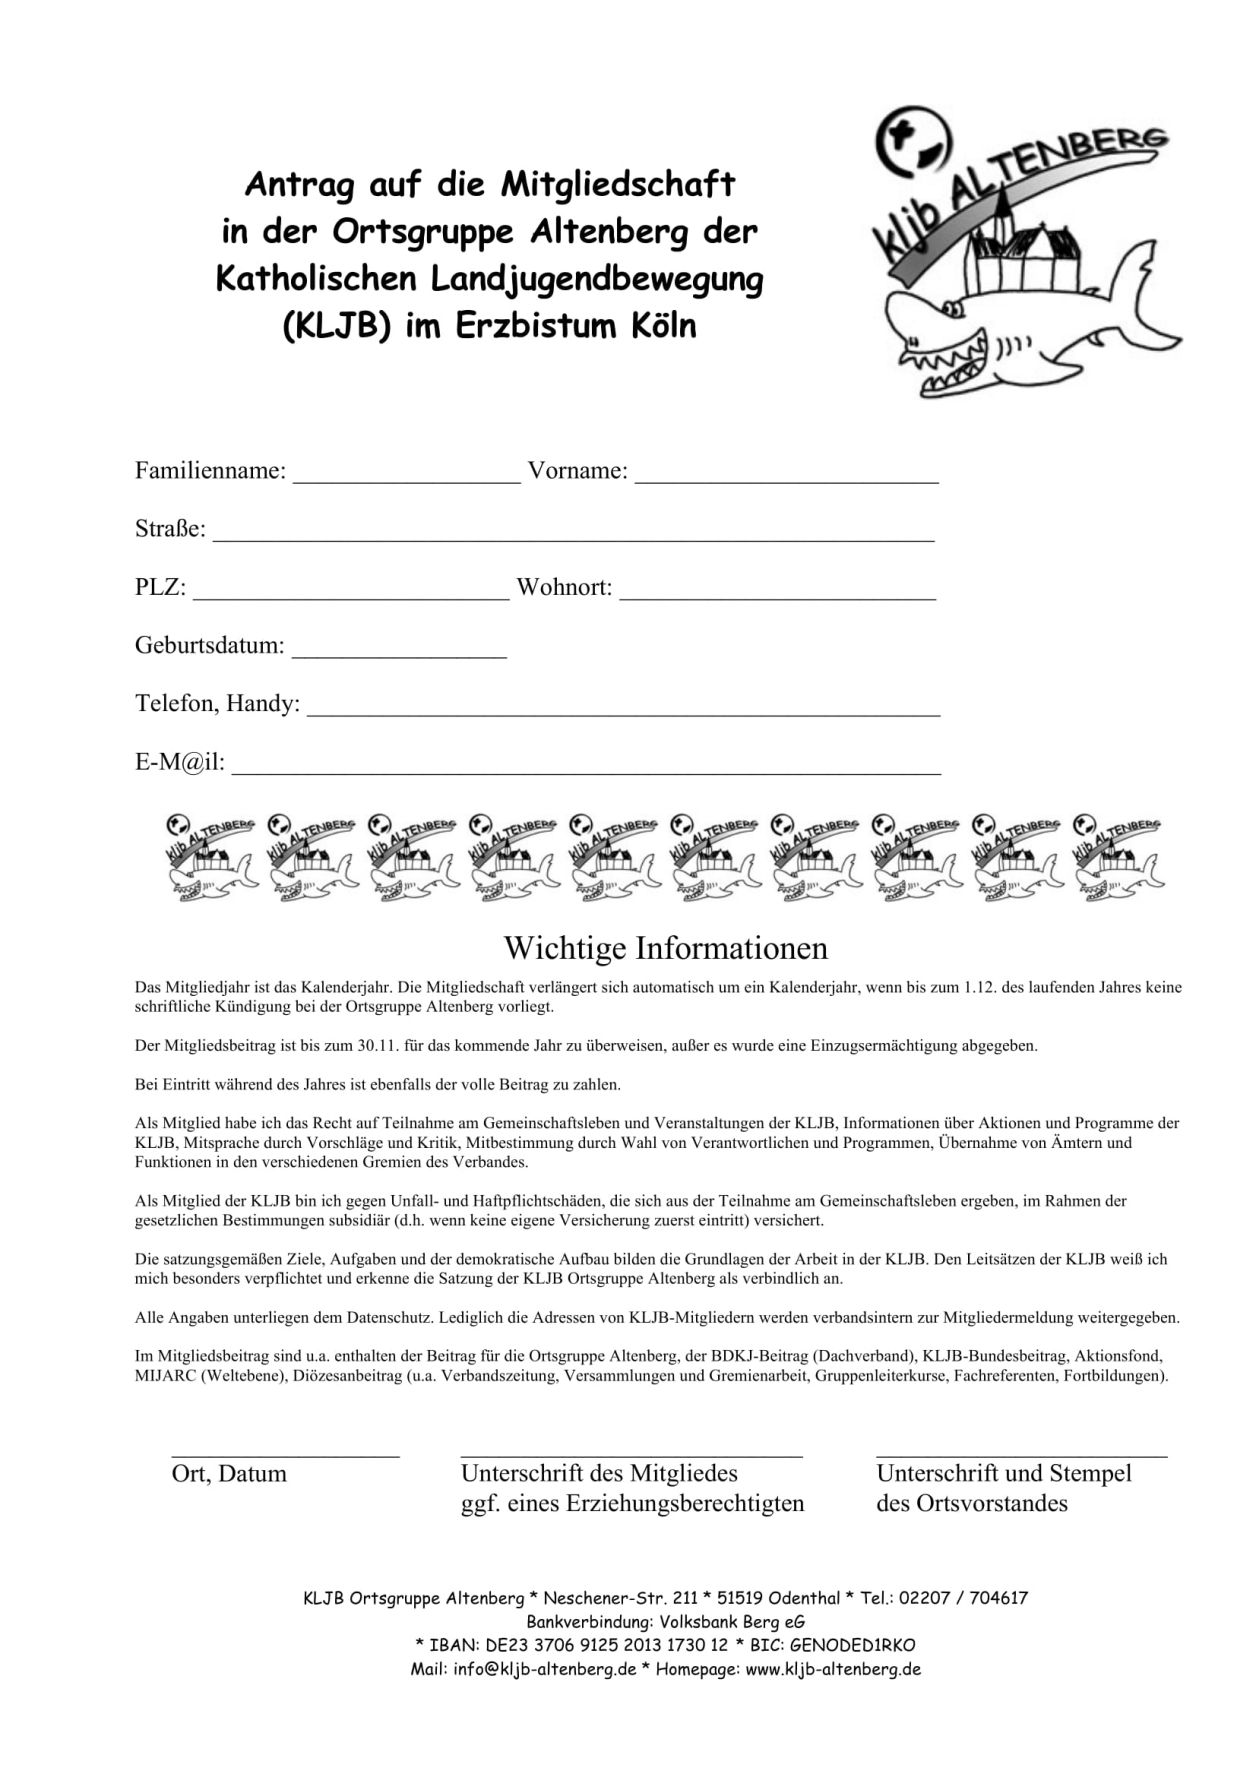 kljb ALTENBERG
Antrag auf die Mitgliedschaft
in der Ortsgruppe Altenberg der
Katholischen Landjugendbewegung
(KLJB) im Erzbistum Köln
Familienname: __________________ Vorname: ________________________
Straße: _________________________________________________________
PLZ: _________________________ Wohnort: _________________________
Geburtsdatum: _________________
Telefon, Handy: __________________________________________________
E-M@il: ________________________________________________________
kljb ALTENBERG kljb ALTENBERG kljb ALTENBERG kljb ALTENBERG kljb ALTENBERG kljb ALTENBERG kljb ALTENBERG kljb ALTENBERG kljb ALTENBERG kljb ALTENBERG
Wichtige Informationen
Das Mitgliedjahr ist das Kalenderjahr. Die Mitgliedschaft verlängert sich automatisch um ein Kalenderjahr, wenn bis zum 1.12. des laufenden Jahres keine
schriftliche Kündigung bei der Ortsgruppe Altenberg vorliegt.
Der Mitgliedsbeitrag ist bis zum 30.11. für das kommende Jahr zu überweisen, außer es wurde eine Einzugsermächtigung abgegeben.
Bei Eintritt während des Jahres ist ebenfalls der volle Beitrag zu zahlen.
Als Mitglied habe ich das Recht auf Teilnahme am Gemeinschaftsleben und Veranstaltungen der KLJB, Informationen über Aktionen und Programme der
KLJB, Mitsprache durch Vorschläge und Kritik, Mitbestimmung durch Wahl von Verantwortlichen und Programmen, Übernahme von Ämtern und
Funktionen in den verschiedenen Gremien des Verbandes.
Als Mitglied der KLJB bin ich gegen Unfall- und Haftpflichtschäden, die sich aus der Teilnahme am Gemeinschaftsleben ergeben, im Rahmen der
gesetzlichen Bestimmungen subsidiär (d.h. wenn keine eigene Versicherung zuerst eintritt) versichert.
Die satzungsgemäßen Ziele, Aufgaben und der demokratische Aufbau bilden die Grundlagen der Arbeit in der KLJB. Den Leitsätzen der KLJB weiß ich
mich besonders verpflichtet und erkenne die Satzung der KLJB Ortsgruppe Altenberg als verbindlich an.
Alle Angaben unterliegen dem Datenschutz. Lediglich die Adressen von KLJB-Mitgliedern werden verbandsintern zur Mitgliedermeldung weitergegeben.
Im Mitgliedsbeitrag sind u.a. enthalten der Beitrag für die Ortsgruppe Altenberg, der BDKJ-Beitrag (Dachverband), KLJB-Bundesbeitrag, Aktionsfond,
MIJARC (Weltebene), Diözesanbeitrag (u.a. Verbandszeitung, Versammlungen und Gremienarbeit, Gruppenleiterkurse, Fachreferenten, Fortbildungen).
__________________ ___________________________ _______________________
Ort, Datum Unterschrift des Mitgliedes Unterschrift und Stempel
ggf. eines Erziehungsberechtigten des Ortsvorstandes
KLJB Ortsgruppe Altenberg * Neschener-Str. 211 * 51519 Odenthal * Tel.: 02207 / 704617
Bankverbindung: Volksbank Berg eG
* IBAN: DE23 3706 9125 2013 1730 12 * BIC: GENODED1RKO
Mail: info@kljb-altenberg.de * Homepage: www.kljb-altenberg.de